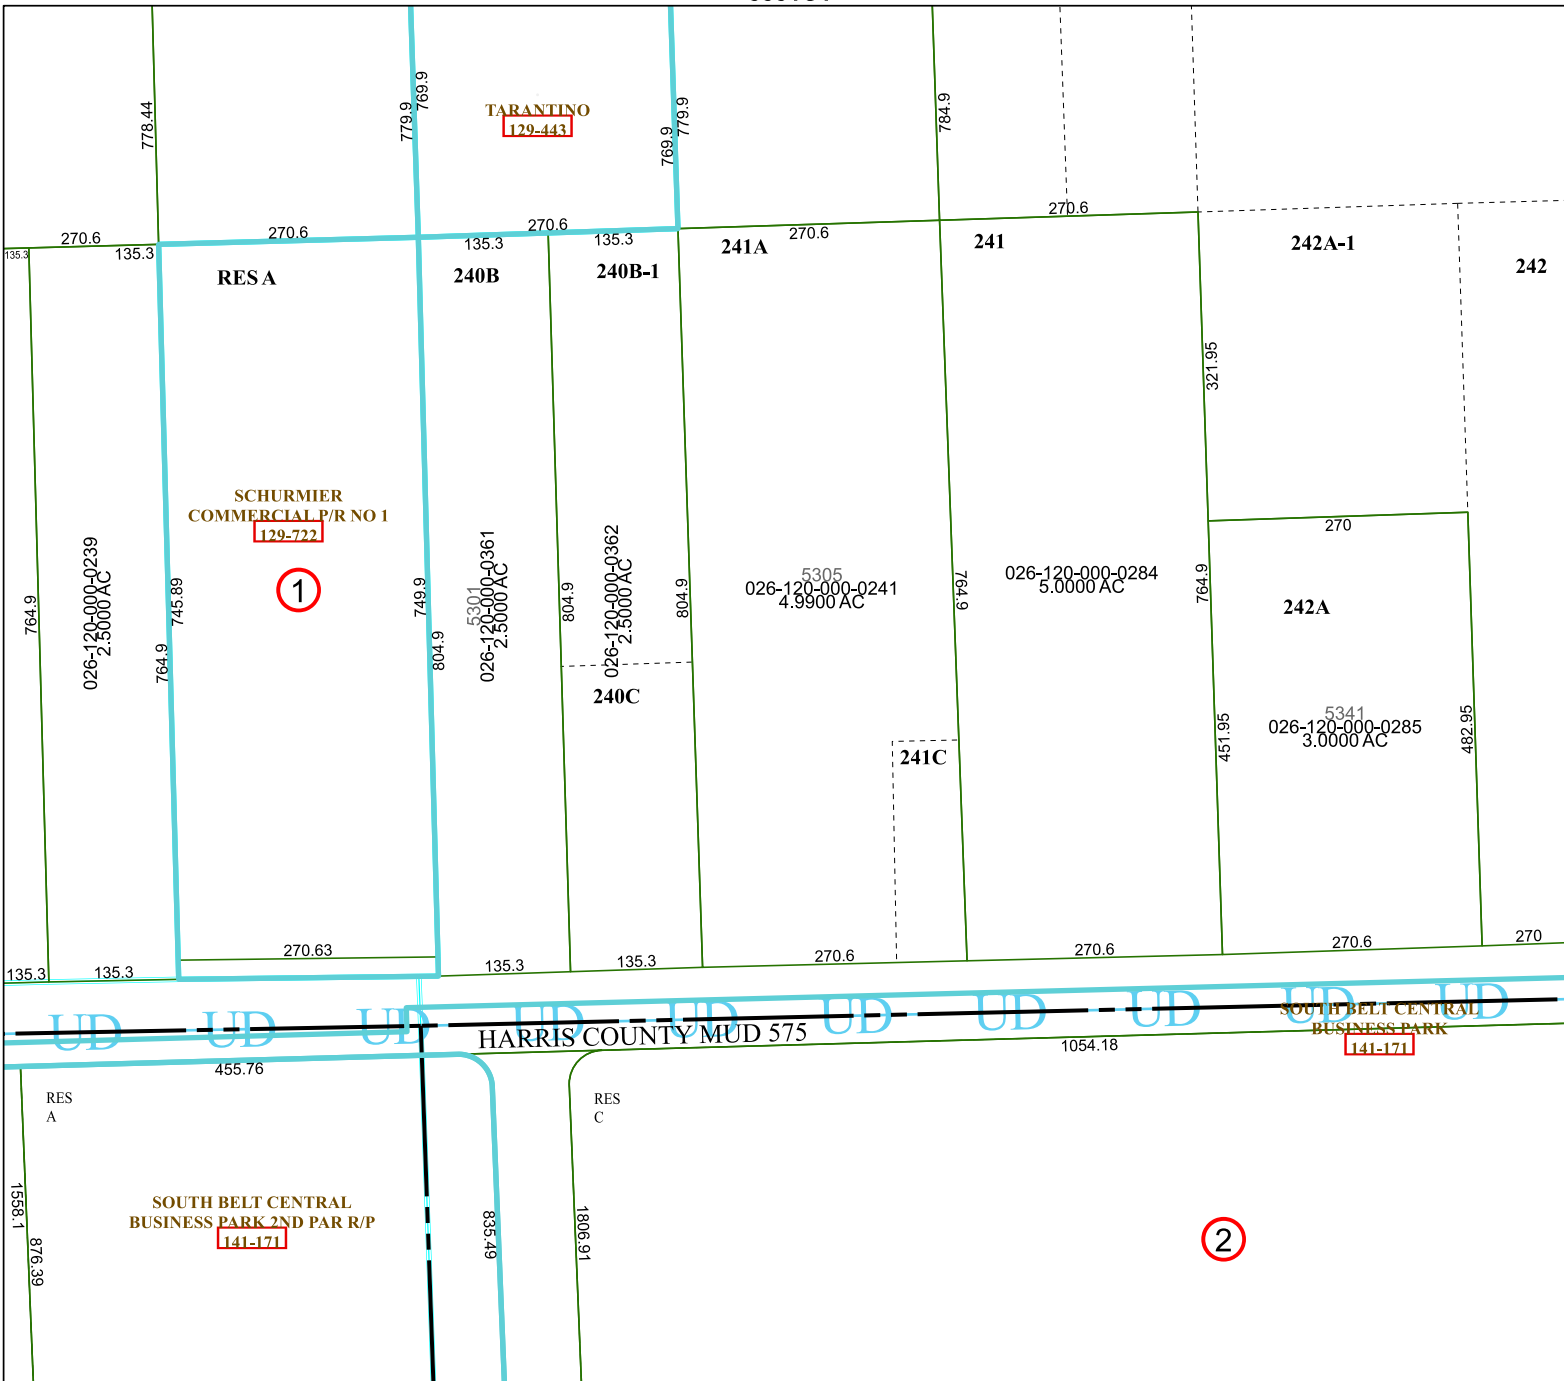 778.44
779.9
769.9
TARANTINO
129-443
769.9
779.9
784.9
270.6
270.6
270.6
270.6
270.6
135.3
135.3
135.3
135.3
RES A
240B
240B-1
241A
241
242A-1
242
321.95
270
SCHURMIER
COMMERCIAL P/R NO 1
129-722
1
764.9
026-120-000-0239
2.5000 AC
745.89
764.9
749.9
804.9
5301
026-120-000-0361
2.5000 AC
804.9
026-120-000-0362
2.5000 AC
804.9
5305
026-120-000-0241
4.9900 AC
764.9
026-120-000-0284
5.0000 AC
764.9
242A
240C
241C
5341
026-120-000-0285
3.0000 AC
451.95
482.95
270.63
135.3
135.3
135.3
135.3
270.6
270.6
270.6
270
UD
UD
UD
UD
UD
UD
UD
UD
UD
UD
HARRIS COUNTY MUD 575
SOUTH BELT CENTRAL
BUSINESS PARK
141-171
455.76
1054.18
RES
A
RES
C
1558.1
876.39
SOUTH BELT CENTRAL
BUSINESS PARK 2ND PAR R/P
141-171
835.49
1806.91
2